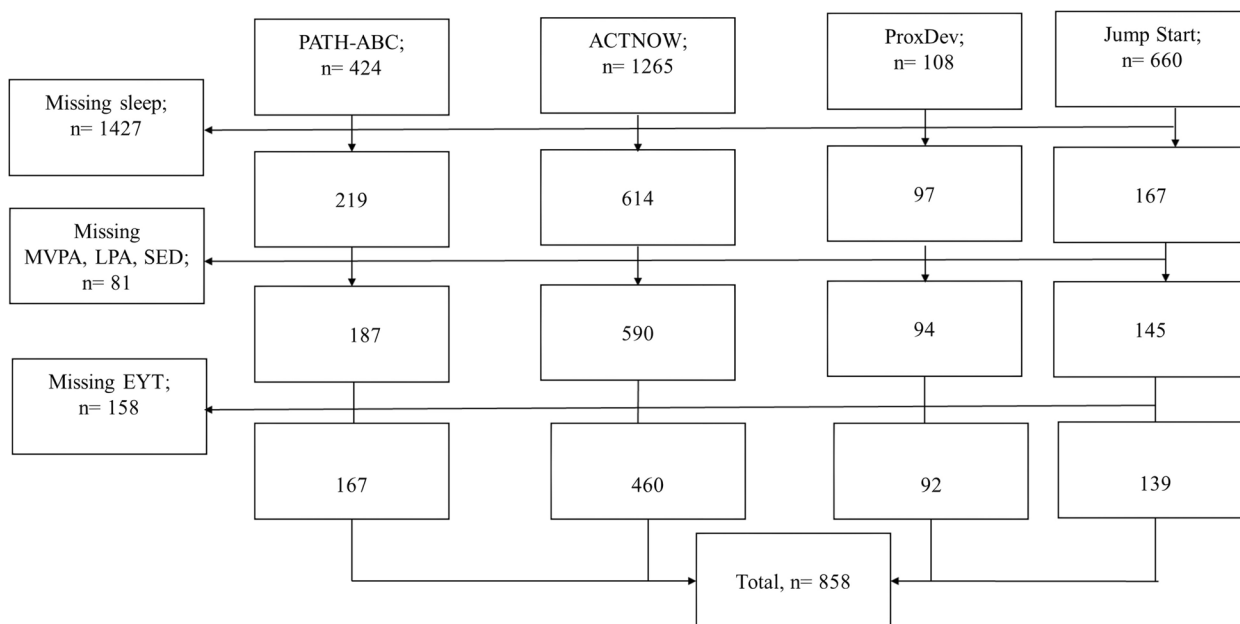 PATH-ABC;
n= 424
ACTNOW;
n= 1265
ProxDev;
n= 108
Jump Start;
n= 660
Missing sleep;
n= 1427
219
614
97
167
Missing
MVPA, LPA, SED;
n= 81
187
590
94
145
Missing EYT;
n= 158
167
460
92
139
Total, n= 858